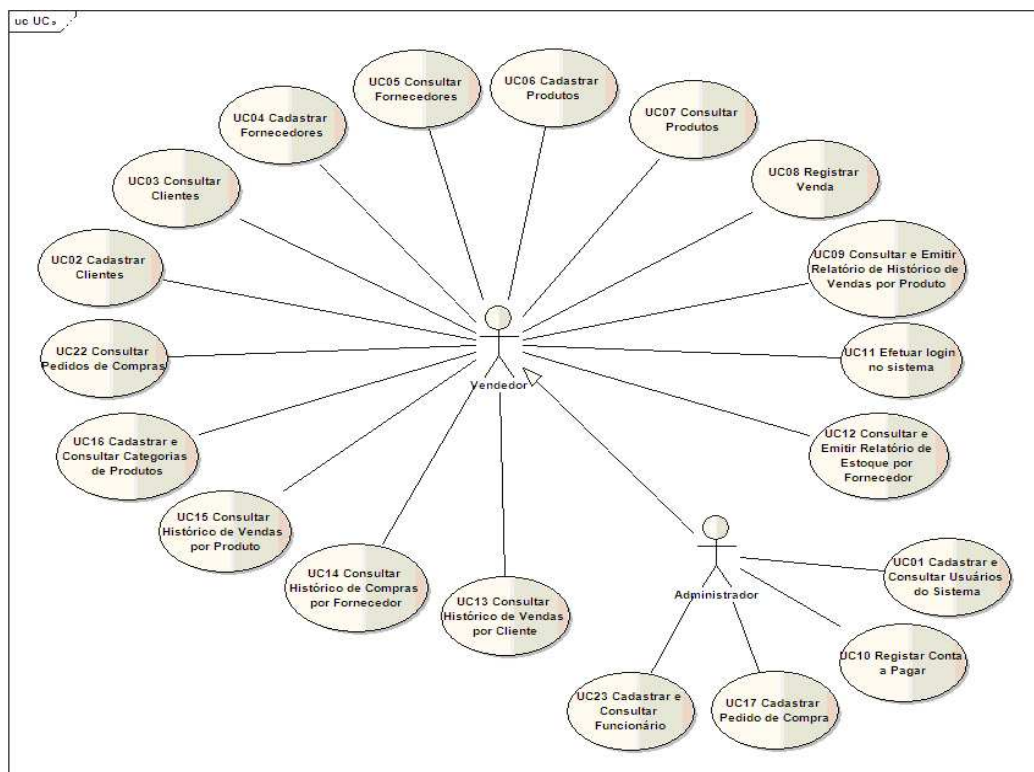 uc UCs
UC05 Consultar
Fornecedores
UC06 Cadastrar
Produtos
UC04 Cadastrar
Fornecedores
UC07 Consultar
Produtos
UC03 Consultar
Clientes
UC08 Registrar
Venda
UC02 Cadastrar
Clientes
UC09 Consultar e Emitir
Relatório de Histórico de
Vendas por Produto
UC22 Consultar
Pedidos de Compras
Vendedor
UC11 Efetuar login
no sistema
UC16 Cadastrar e
Consultar Categorias
de Produtos
UC12 Consultar e
Emitir Relatório de
Estoque por
Fornecedor
UC15 Consultar
Histórico de Vendas
por Produto
UC14 Consultar
Histórico de Compras
por Fornecedor
UC13 Consultar
Histórico de Vendas
por Cliente
Administrador
UC01 Cadastrar e
Consultar Usuários
do Sistema
UC10 Registar Conta
a Pagar
UC23 Cadastrar e
Consultar
Funcionário
UC17 Cadastrar
Pedido de Compra